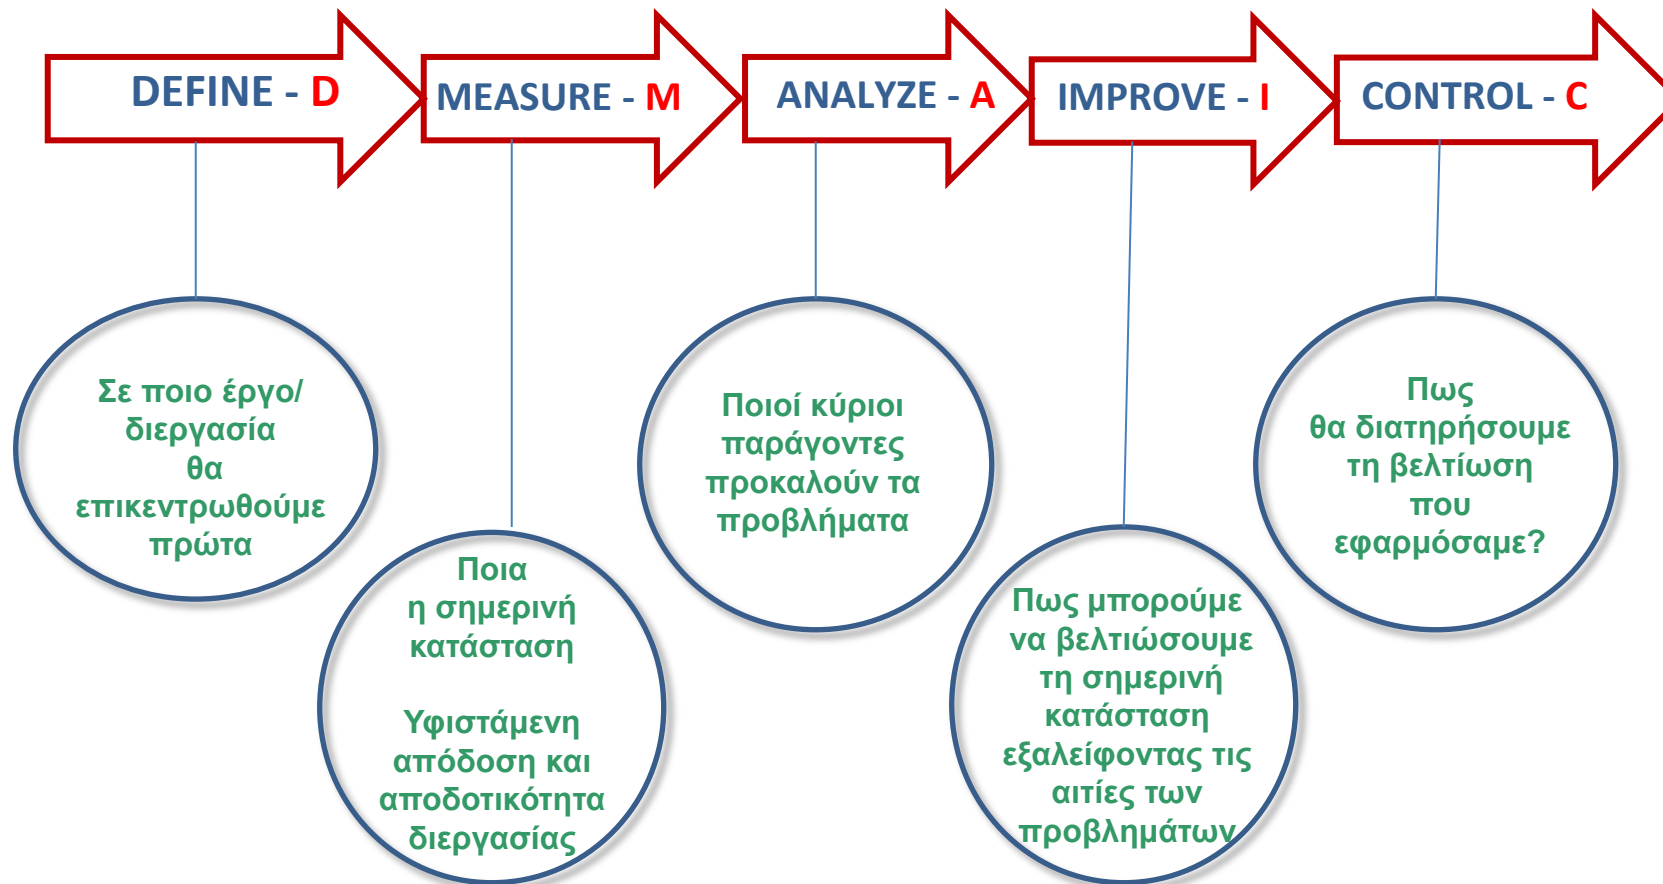 DEFINE - D
MEASURE - M
ANALYZE - A
IMPROVE - I
CONTROL - C
Σε ποιο έργο/
διεργασία
θα
επικεντρωθούμε
πρώτα
Ποια
η σημερινή
κατάσταση
Υφιστάμενη
απόδοση και
αποδοτικότητα
διεργασίας
Ποιοί κύριοι
παράγοντες
προκαλούν τα
προβλήματα
Πως μπορούμε
να βελτιώσουμε
τη σημερινή
κατάσταση
εξαλείφοντας τις
αιτίες των
προβλημάτων
Πως
θα διατηρήσουμε
τη βελτίωση
που
εφαρμόσαμε?